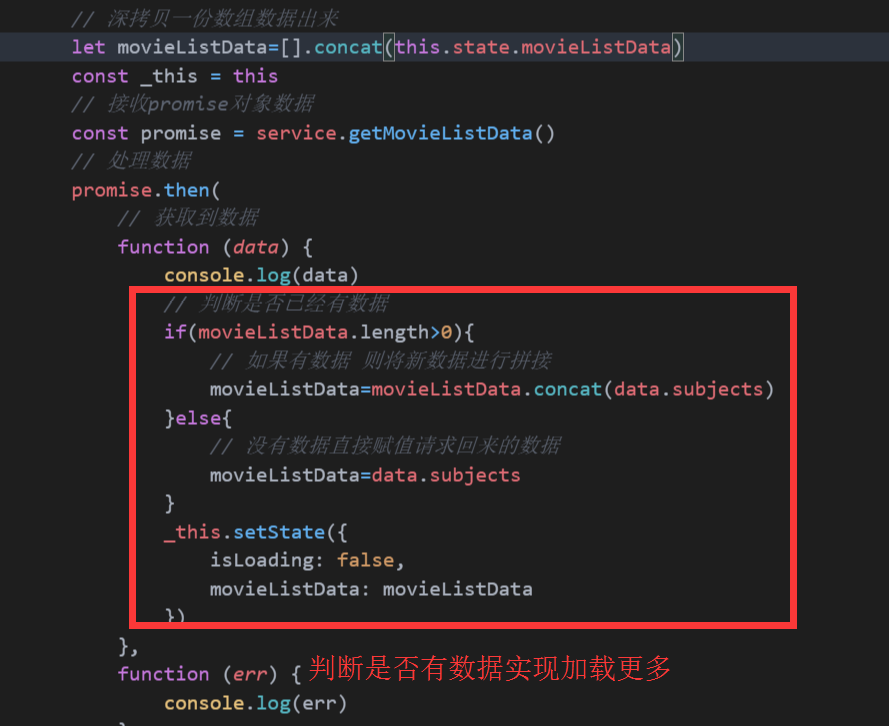 // 深拷贝一份数组数据出来
let movieListData=[].concat(this.state.movieListData)
const _this = this
// 接收promise对象数据
const promise = service.getMovieListData()
// 处理数据
promise.then(
// 获取到数据
function (data) {
console.log(data)
// 判断是否已经有数据
if(movieListData.length>0){
// 如果有数据 则将新数据进行拼接
movieListData=movieListData.concat(data.subjects)
}else{
// 没有数据直接赋值请求回来的数据
movieListData=data.subjects
}
_this.setState({
isLoading: false,
movieListData: movieListData
})
},
function (err) { 判断是否有数据实现加载更多
console.log(err)